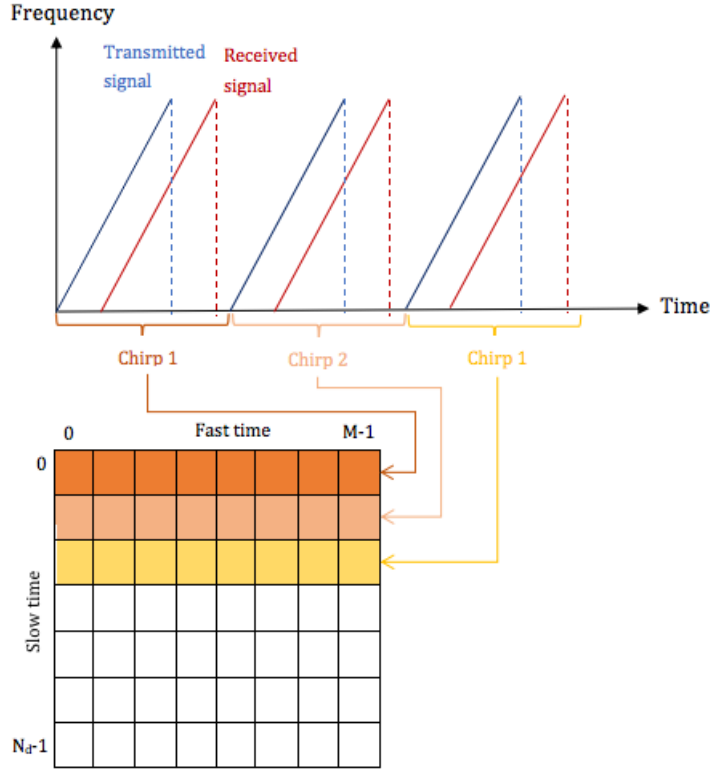 Frequency
Transmitted
signal
Received
signal
Time
Chirp 1
Chirp 2
Chirp 1
0
Fast time
M-1
0
Slow time
Nd-1